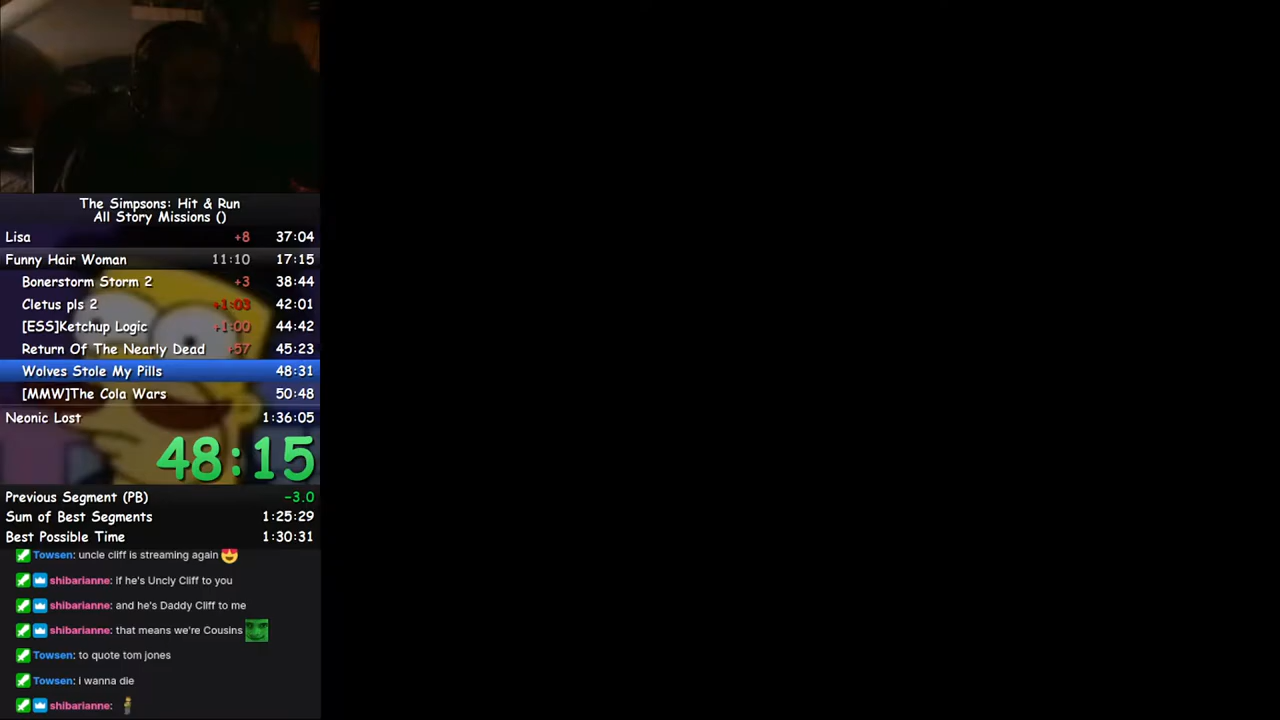 The Simpsons: Hit & Run
All Story Missions ()
Lisa +8 37:04
Funny Hair Woman 11:10 17:15
Bonerstorm Storm 2 +3 38:44
Cletus pls 2 +1:03 42:01
[ESS]Ketchup Logic +1:00 44:42
Return Of The Nearly Dead +57 45:23
Wolves Stole My Pills 48:31
[MMW]The Cola Wars 50:48
Neonic Lost 1:36:05
48:15
Previous Segment (PB) -3.0
Sum of Best Segments 1:25:29
Best Possible Time 1:30:31
Towsen: uncle cliff is streaming again
shibarianne: if he's Uncly Cliff to you
shibarianne: and he's Daddy Cliff to me
shibarianne: that means we're Cousins
Towsen: to quote tom jones
Towsen: i wanna die
shibarianne: